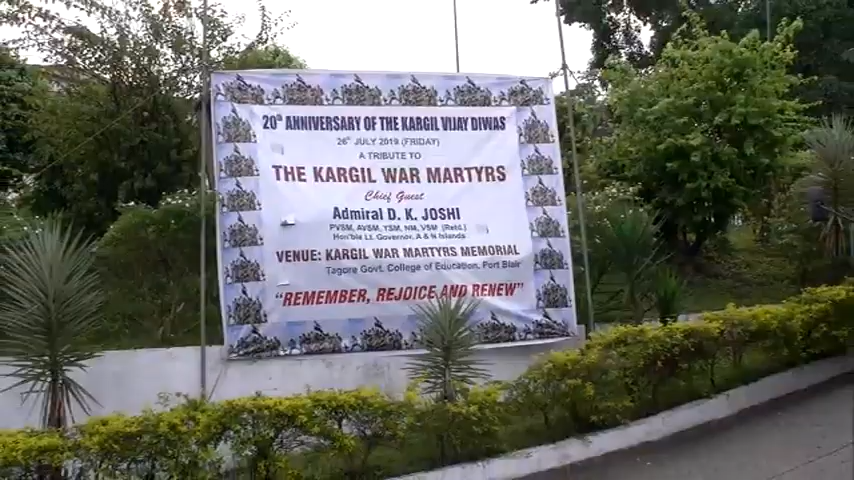 20th ANNIVERSARY OF THE KARGIL VIJAY DIWAS
26 JULY 2019 (FRIDAY)
A TRIBUTE TO
THE KARGIL WAR MARTYRS
Chief Guest
Admiral D. K. JOSHI
PVSM, AVSM, YSM, NM, VSM (Retd.)
Hon'ble Lt. Governor, A & N Islands
VENUE: KARGIL WAR MARTYRS MEMORIAL
TAGORE GOVT. COLLEGE OF EDUCATION, PORT BLAIR
"REMEMBER, REJOICE AND RENEW"